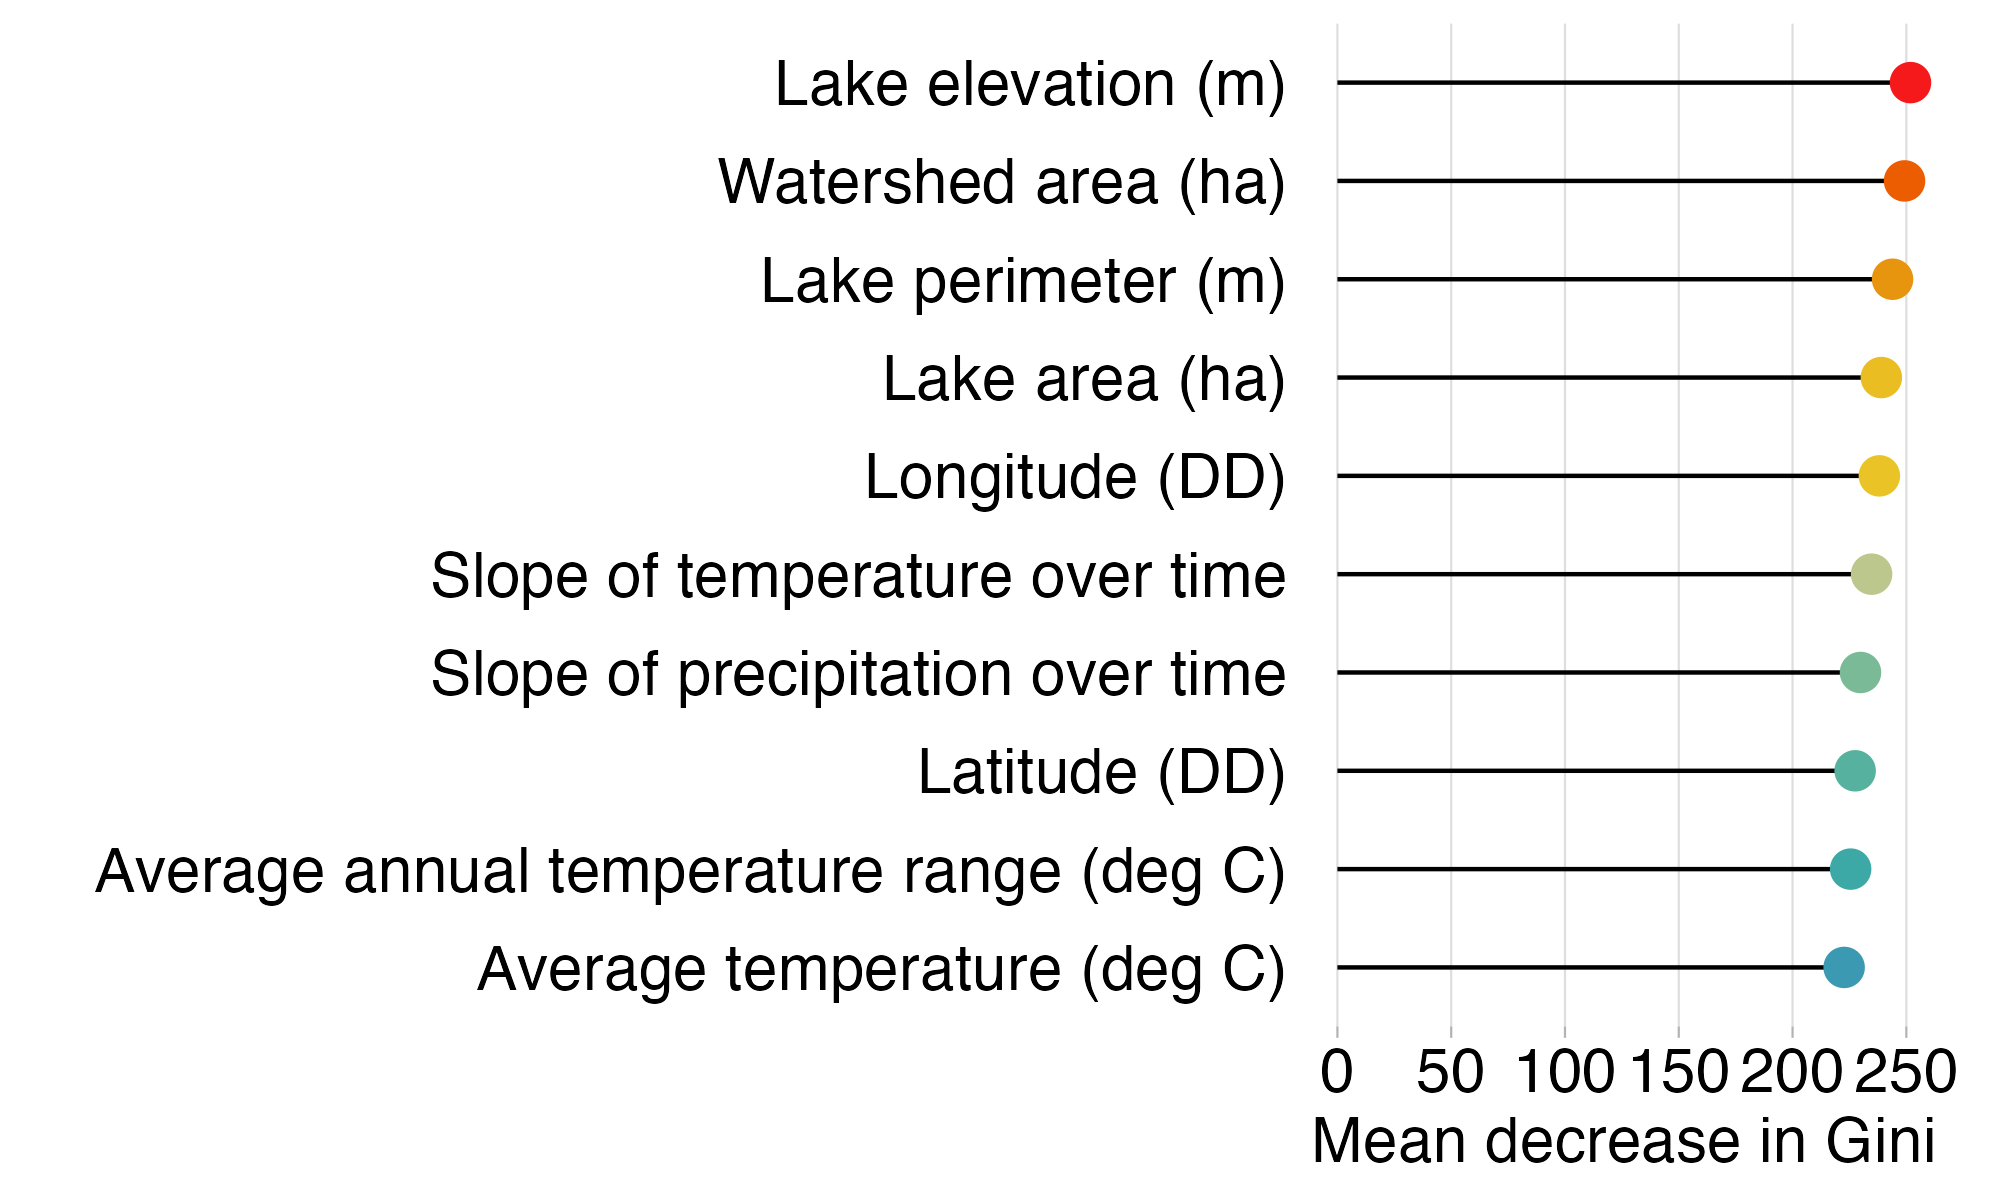 Lake elevation (m)
Watershed area (ha)
Lake perimeter (m)
Lake area (ha)
Longitude (DD)
Slope of temperature over time
Slope of precipitation over time
Latitude (DD)
Average annual temperature range (deg C)
Average temperature (deg C)
0 50 100 150 200 250
Mean decrease in Gini